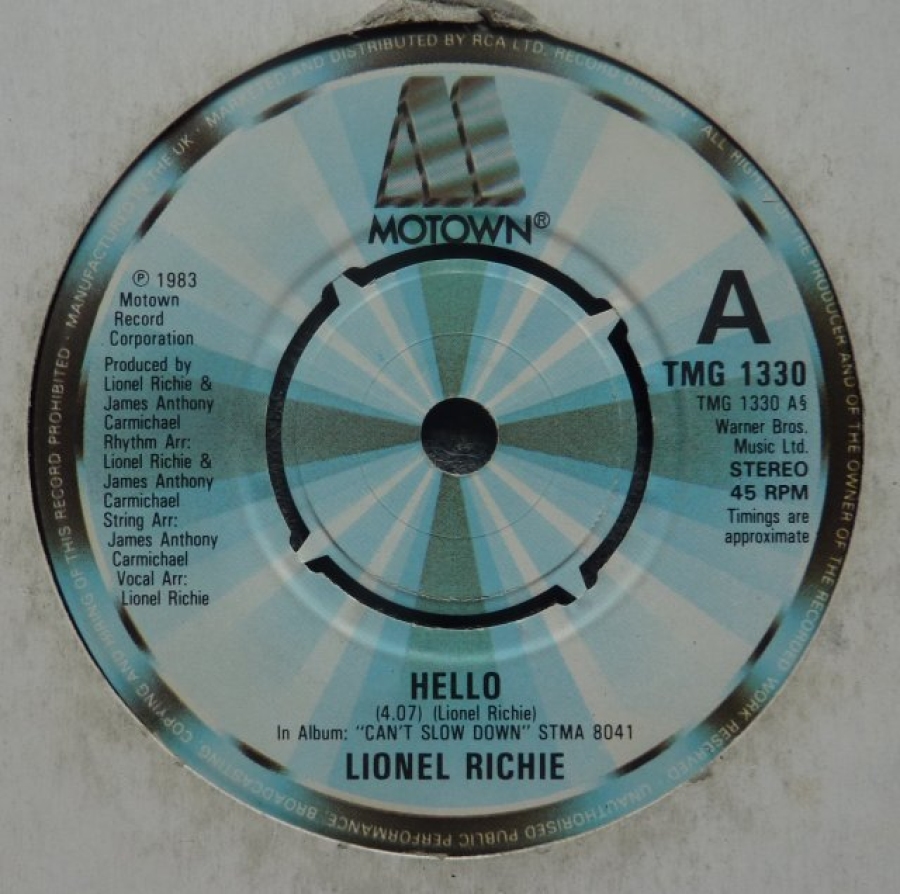 MANUFACTURED IN THE UK · MARKETED AND DISTRIBUTED BY RCA LTD. RECORD
ALL RIGHTS OF THE PRODUCER AND OF THE OWNER OF THE RECORDED WORK RESERVED
UNAUTHORISED PUBLIC PERFORMANCE, BROADCASTING, COPYING AND HIRING OF THIS RECORD PROHIBITED ·
M
MOTOWN®
℗ 1983
Motown
Record
Corporation
Produced by
Lionel Richie &
James Anthony
Carmichael
Rhythm Arr:
Lionel Richie &
James Anthony
Carmichael
String Arr:
James Anthony
Carmichael
Vocal Arr:
Lionel Richie
A
TMG 1330
TMG 1330 A§
Warner Bros.
Music Ltd.
STEREO
45 RPM
Timings are
approximate
HELLO
(4.07) (Lionel Richie)
In Album: "CAN'T SLOW DOWN" STMA 8041
LIONEL RICHIE